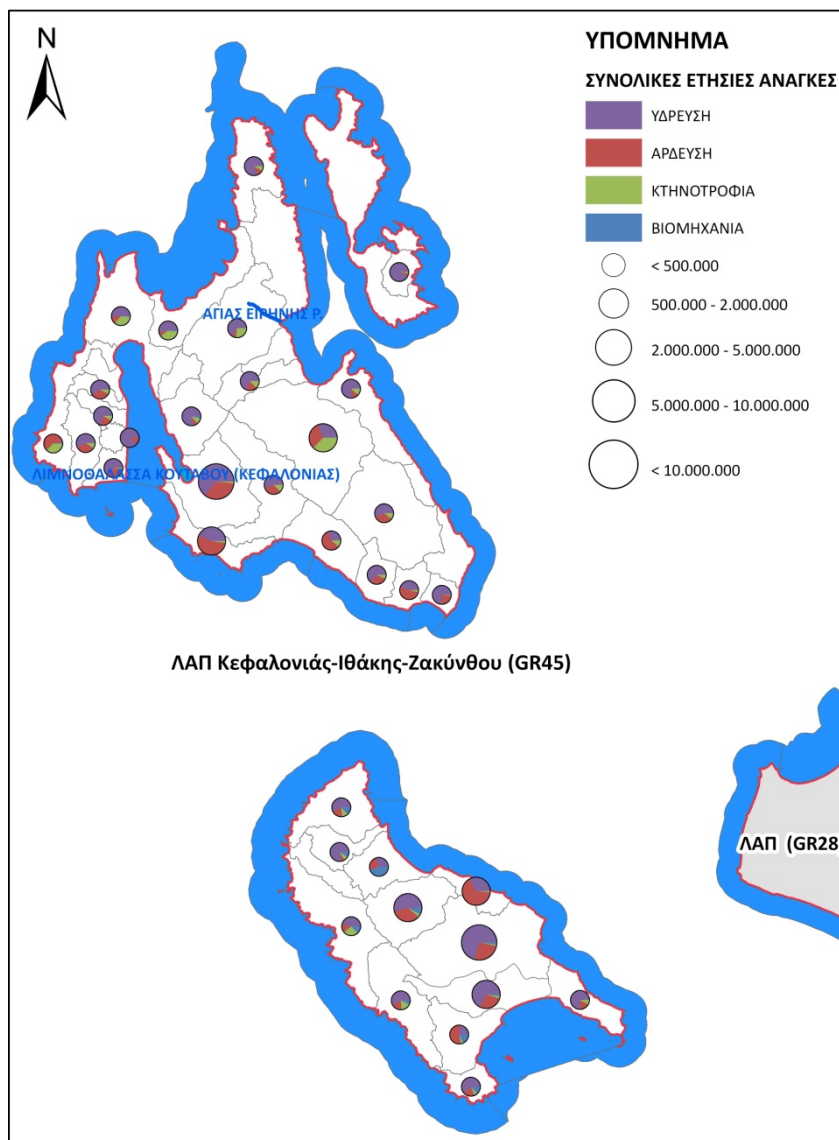 N
ΥΠΟΜΝΗΜΑ
ΣΥΝΟΛΙΚΕΣ ΕΤΗΣΙΕΣ ΑΝΑΓΚΕΣ
ΥΔΡΕΥΣΗ
ΑΡΔΕΥΣΗ
ΚΤΗΝΟΤΡΟΦΙΑ
ΒΙΟΜΗΧΑΝΙΑ
< 500.000
500.000 - 2.000.000
2.000.000 - 5.000.000
5.000.000 - 10.000.000
< 10.000.000
ΑΓΙΑΣ ΕΙΡΗΝΗΣ Ρ.
ΛΙΜΝΟΘΑΛΑΣΣΑ ΚΟΥΤΑΒΟΥ (ΚΕΦΑΛΟΝΙΑΣ)
ΛΑΠ Κεφαλονιάς-Ιθάκης-Ζακύνθου (GR45)
ΛΑΠ (GR28